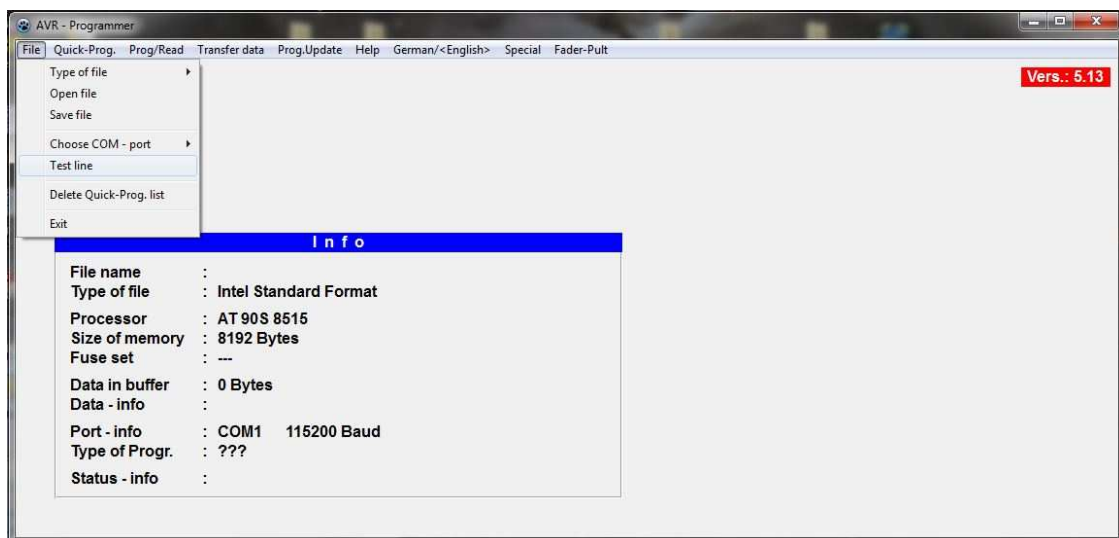 AVR - Programmer
File Quick-Prog. Prog/Read Transfer data Prog.Update Help German/<English> Special Fader-Pult
Type of file
Open file
Save file
Choose COM - port
Test line
Delete Quick-Prog. list
Exit
Vers.: 5.13
Info
File name :
Type of file : Intel Standard Format
Processor : AT 90S 8515
Size of memory : 8192 Bytes
Fuse set : ---
Data in buffer : 0 Bytes
Data - info :
Port - info : COM1 115200 Baud
Type of Progr. : ???
Status - info :